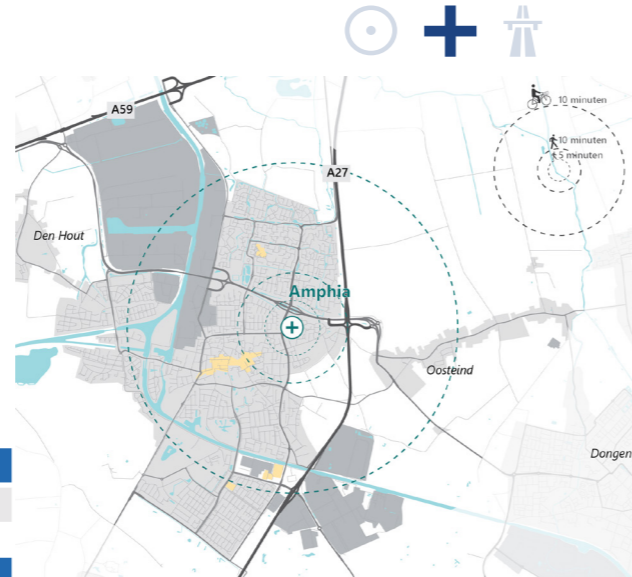 A59
10 minuten
10 minuten
5 minuten
A27
Den Hout
Amphia
Oosteind
Dongen